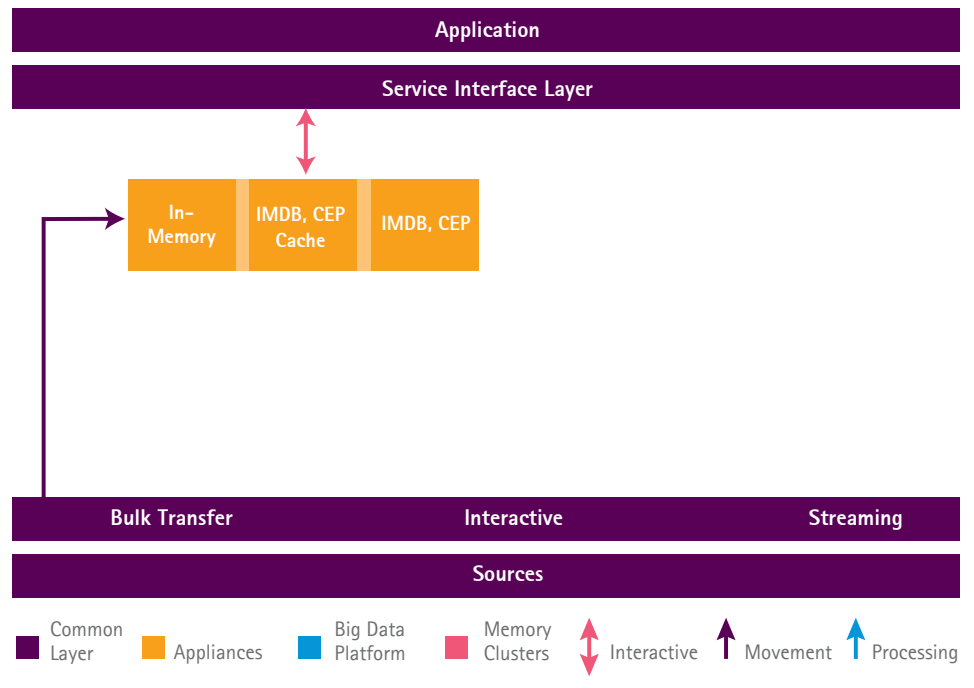 Application
Service Interface Layer
In-
Memory
IMDB, CEP
Cache
IMDB, CEP
Bulk Transfer
Interactive
Streaming
Sources
Common
Layer
Appliances
Big Data
Platform
Memory
Clusters
Interactive
Movement
Processing